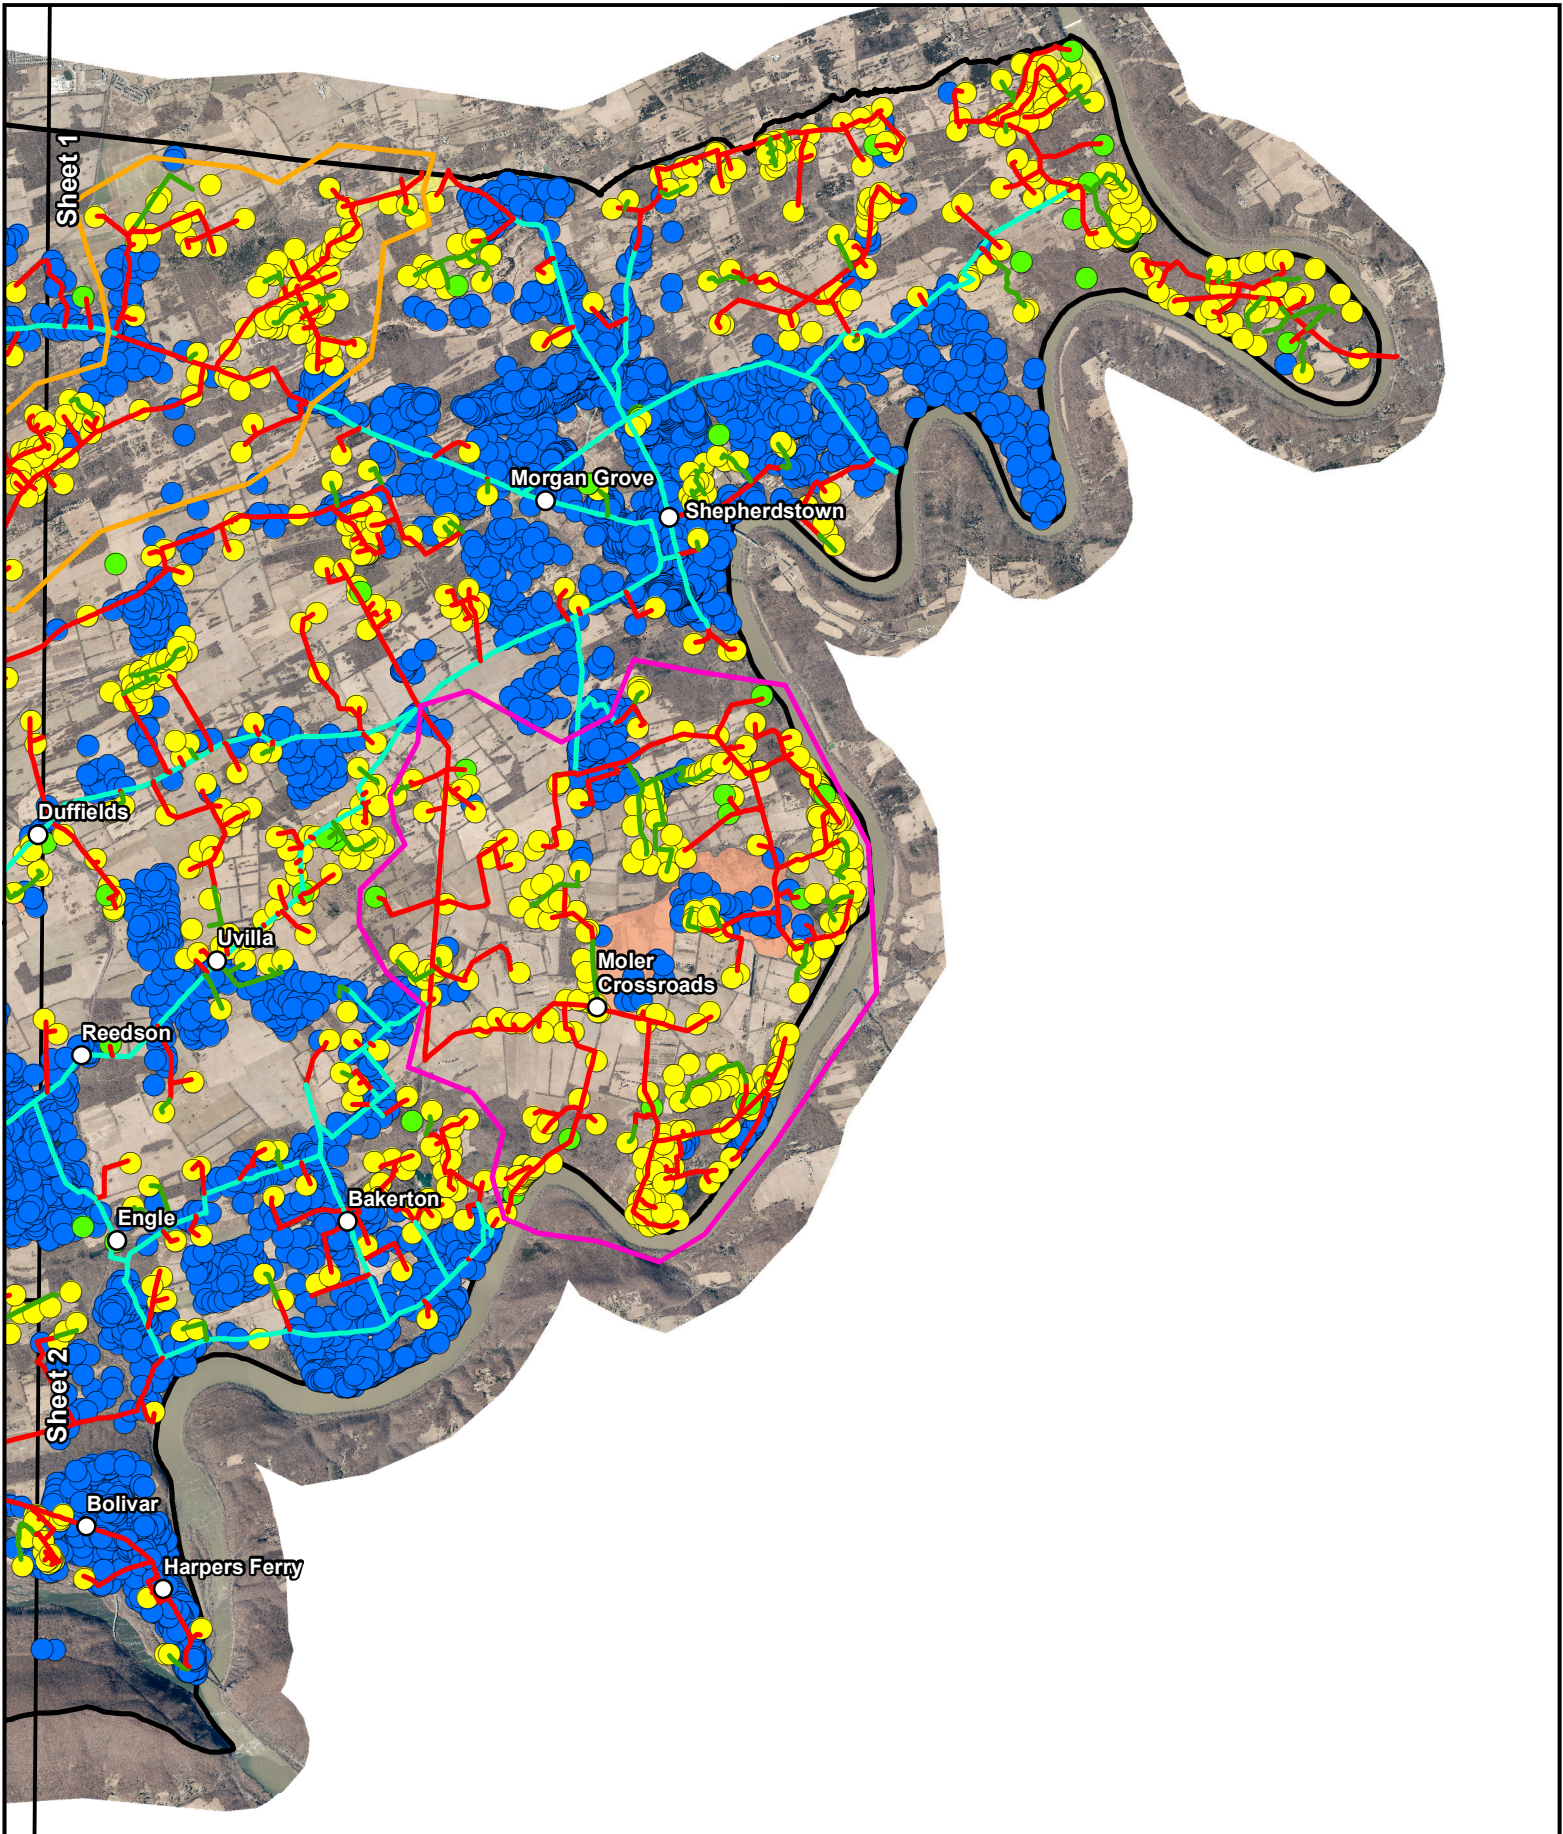 Sheet 1
Morgan Grove
Shepherdstown
Duffields
Uvilla
Moler
Crossroads
Reedson
Bakerton
Engle
Sheet 2
Bolivar
Harpers Ferry